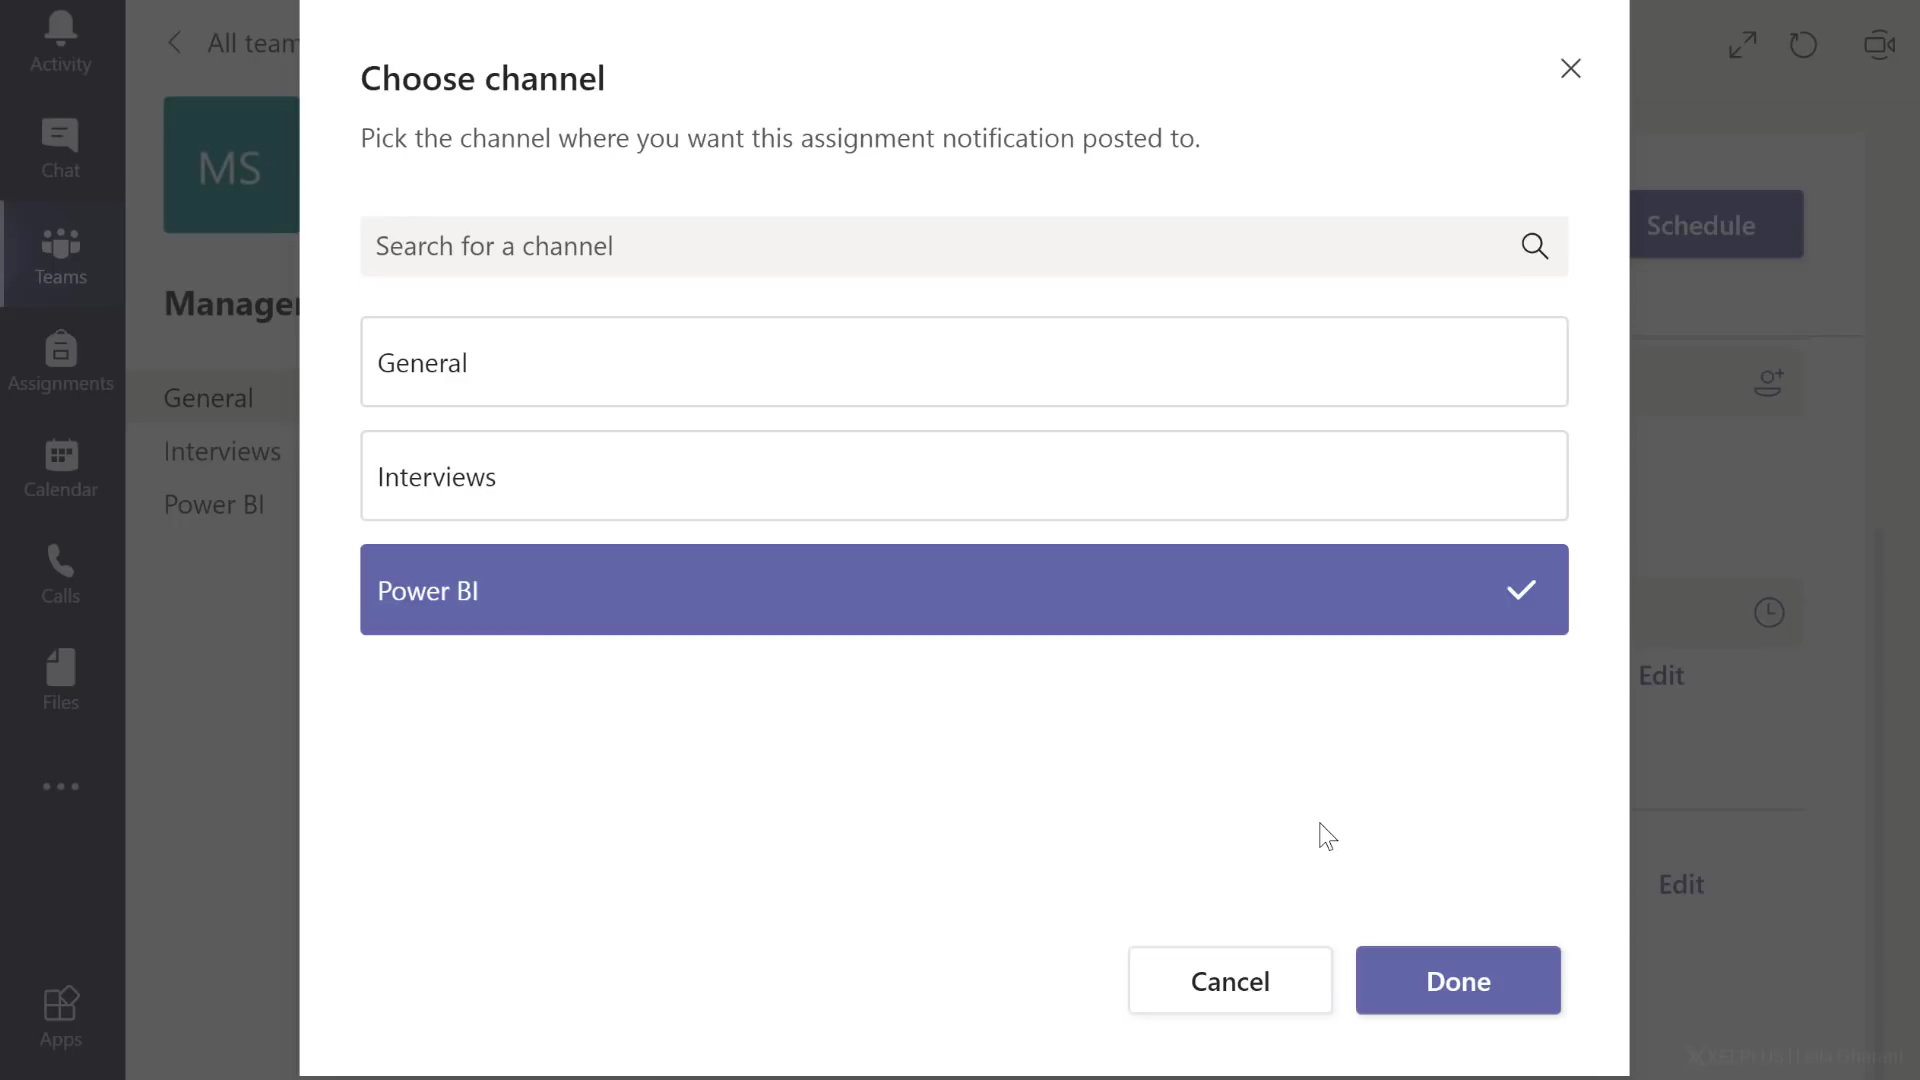 Activity
Chat
Teams
Assignments
Calendar
Calls
Files
Apps
All team
MS
Manager
General
Interviews
Power BI
Choose channel
Pick the channel where you want this assignment notification posted to.
Search for a channel
General
Interviews
Power BI
Cancel
Done
Schedule
Edit
Edit